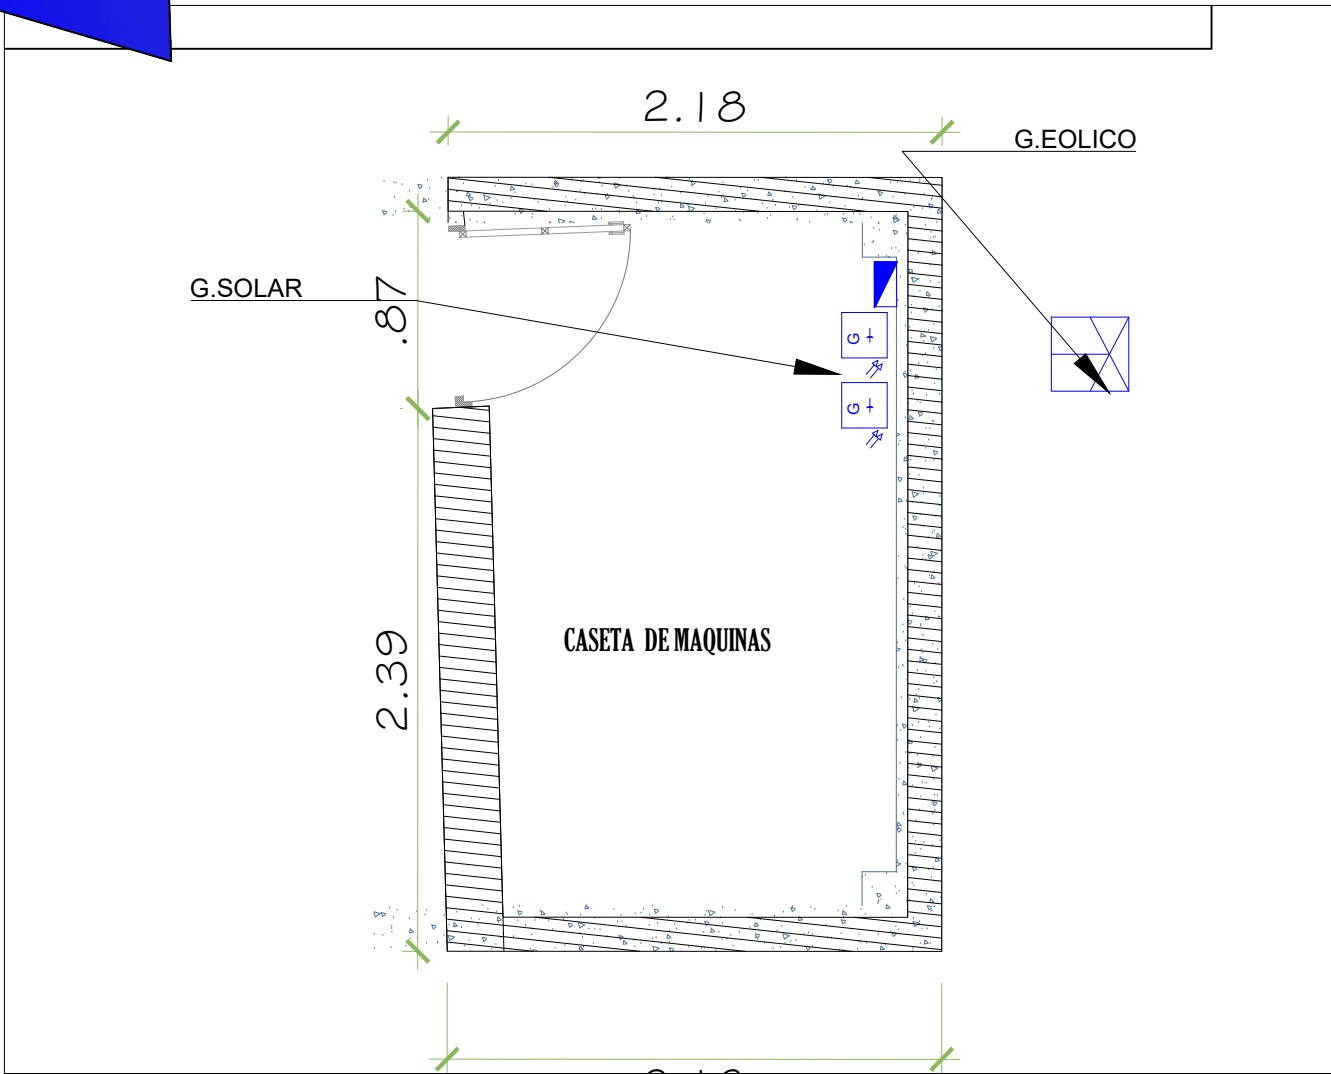 2.18
G.EOLICO
G.SOLAR
.87
G
G
CASETA DE MAQUINAS
2.39